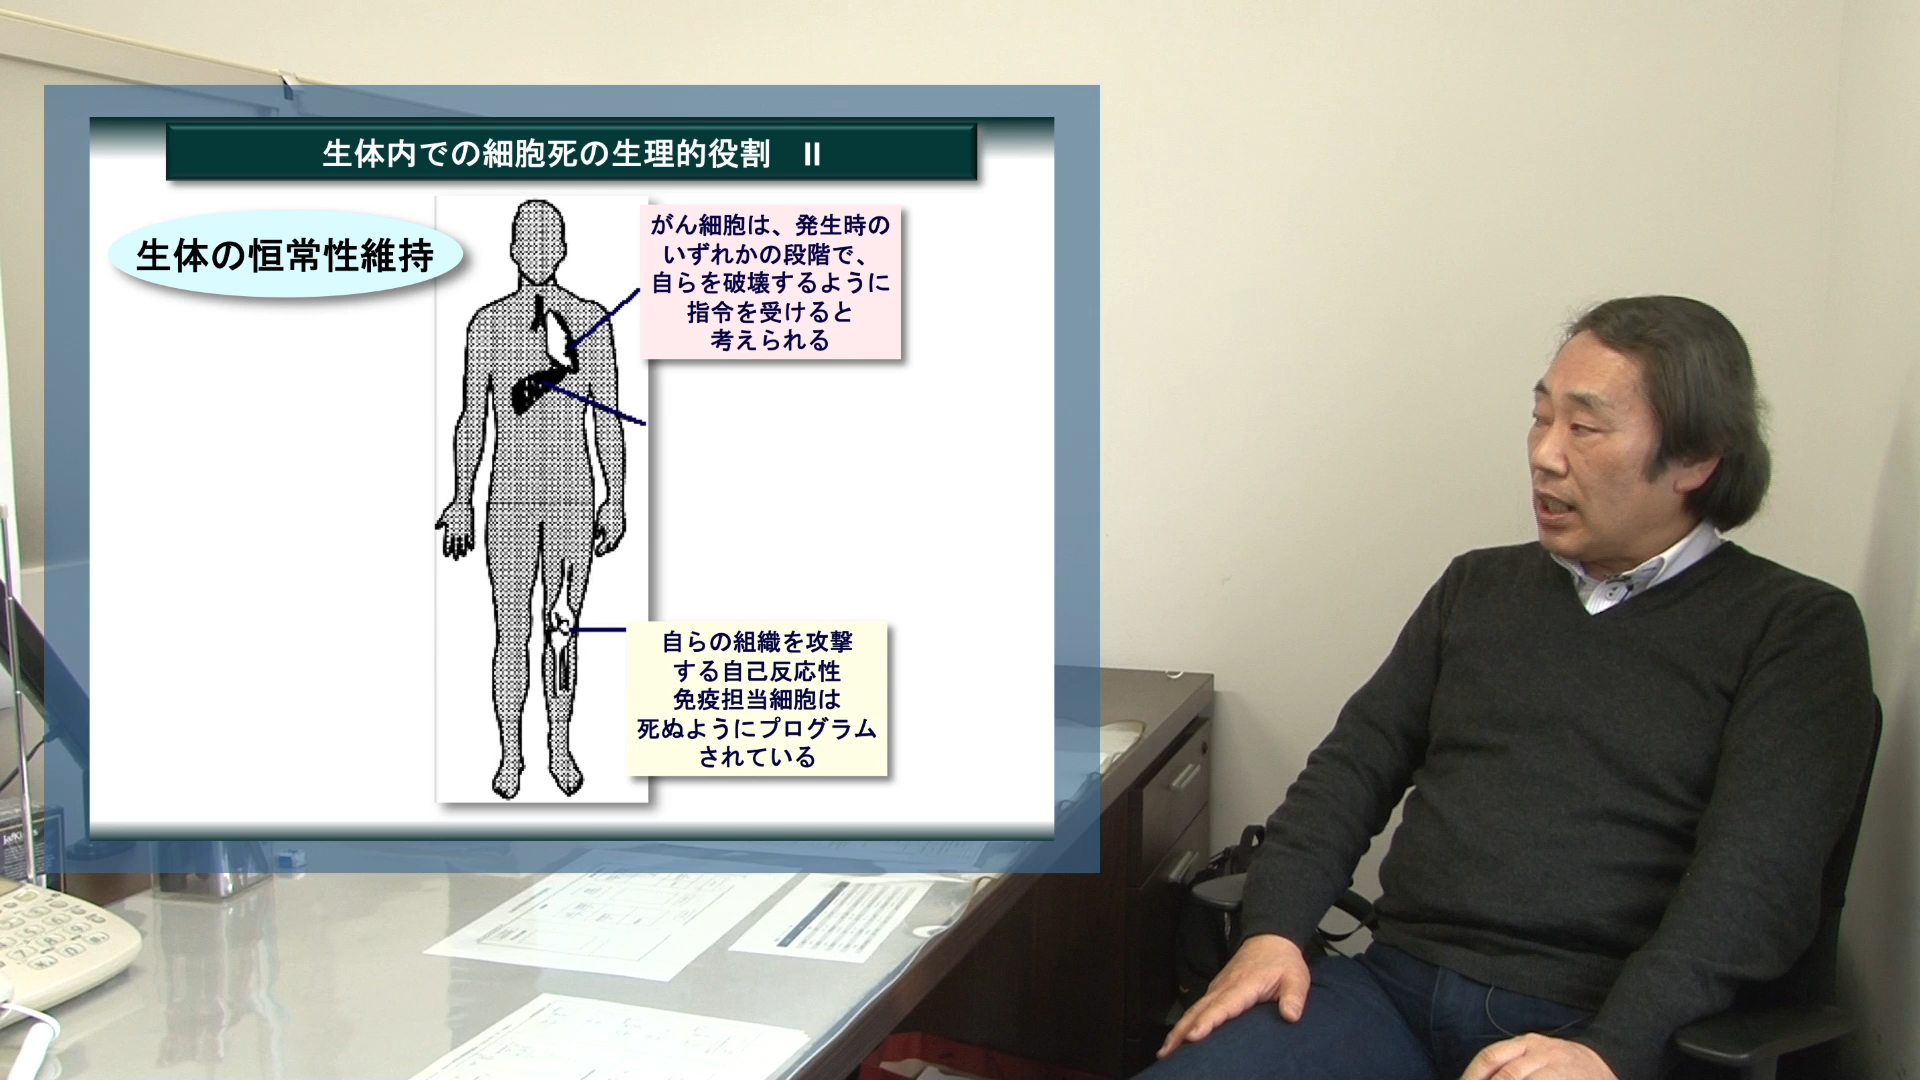 生体内での細胞死の生理的役割 II
生体の恒常性維持
がん細胞は、発生時の
いずれかの段階で、
自らを破壊するように
指令を受けると
考えられる
自らの組織を攻撃
する自己反応性
免疫担当細胞は
死ぬようにプログラム
されている